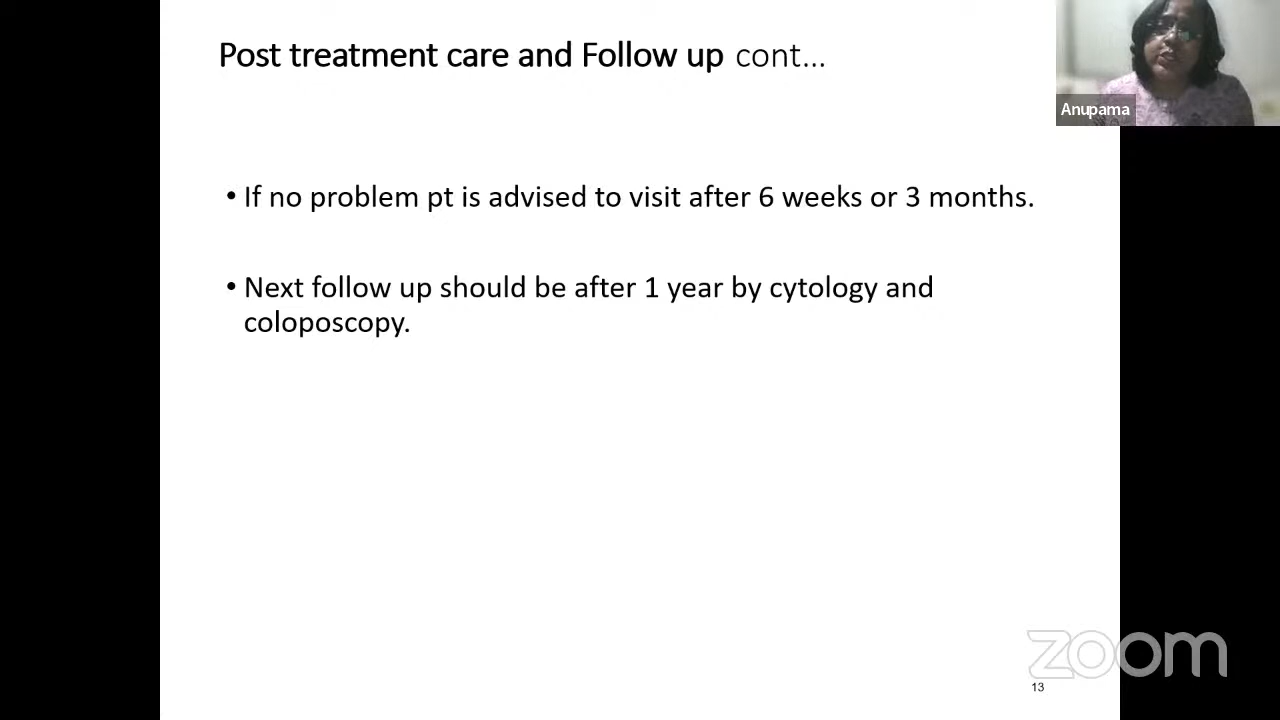 Post treatment care and Follow up cont...
Anupama
• If no problem pt is advised to visit after 6 weeks or 3 months.
• Next follow up should be after 1 year by cytology and
coloposcopy.
zoom
13